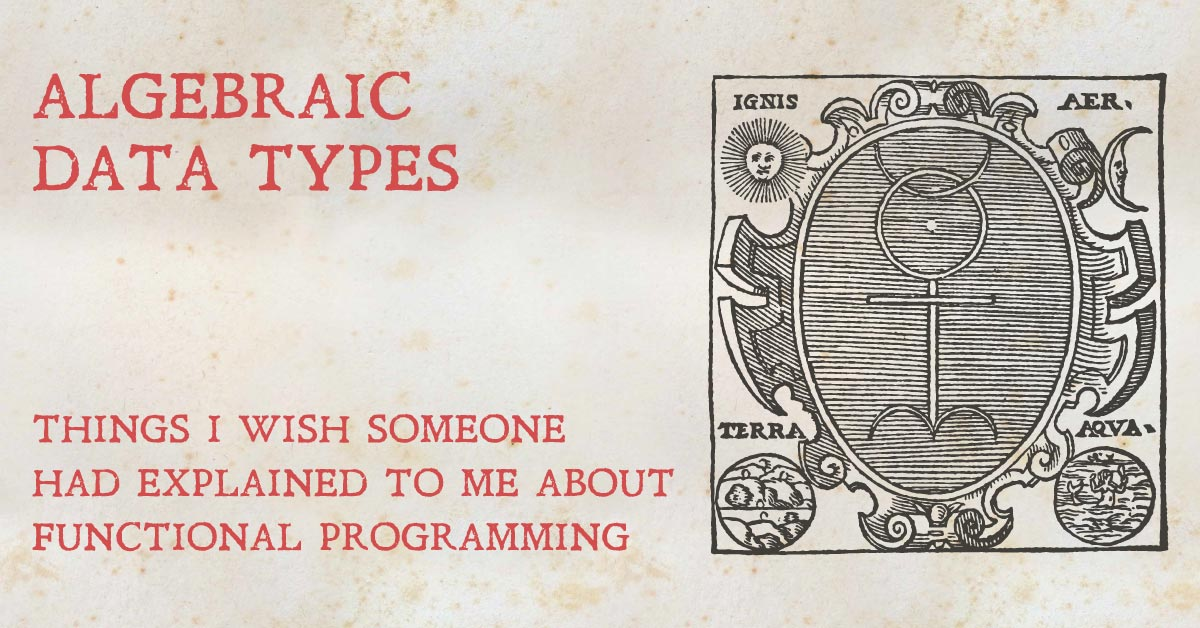 ALGEBRAIC
DATA TYPES
THINGS I WISH SOMEONE
HAD EXPLAINED TO ME ABOUT
FUNCTIONAL PROGRAMMING
IGNIS
AER.
TERRA
AQVA.